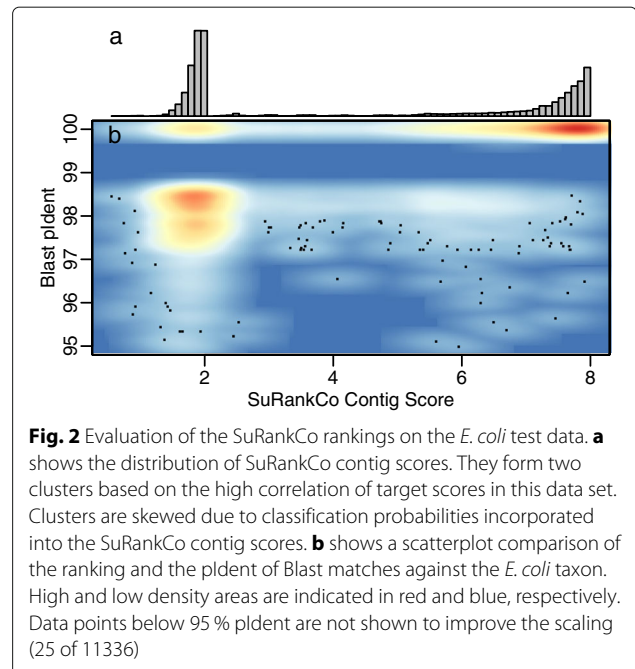 a
b
100
99
98
97
96
95
Blast pIdent
2 4 6 8
SuRankCo Contig Score
Fig. 2 Evaluation of the SuRankCo rankings on the E. coli test data. a
shows the distribution of SuRankCo contig scores. They form two
clusters based on the high correlation of target scores in this data set.
Clusters are skewed due to classification probabilities incorporated
into the SuRankCo contig scores. b shows a scatterplot comparison of
the ranking and the pIdent of Blast matches against the E. coli taxon.
High and low density areas are indicated in red and blue, respectively.
Data points below 95 % pIdent are not shown to improve the scaling
(25 of 11336)